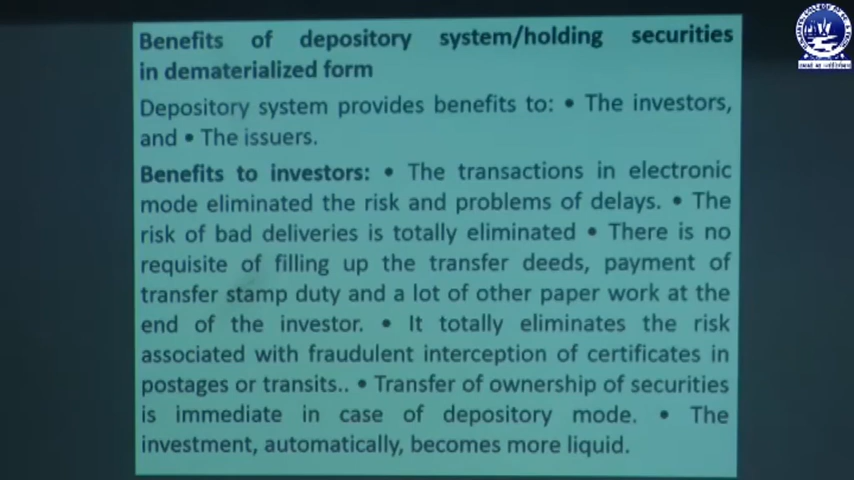 Benefits of depository system/holding securities
in dematerialized form
Depository system provides benefits to: • The investors,
and • The issuers.
Benefits to investors: • The transactions in electronic
mode eliminated the risk and problems of delays. • The
risk of bad deliveries is totally eliminated • There is no
requisite of filling up the transfer deeds, payment of
transfer stamp duty and a lot of other paper work at the
end of the investor. • It totally eliminates the risk
associated with fraudulent interception of certificates in
postages or transits.. • Transfer of ownership of securities
is immediate in case of depository mode. • The
investment, automatically, becomes more liquid.